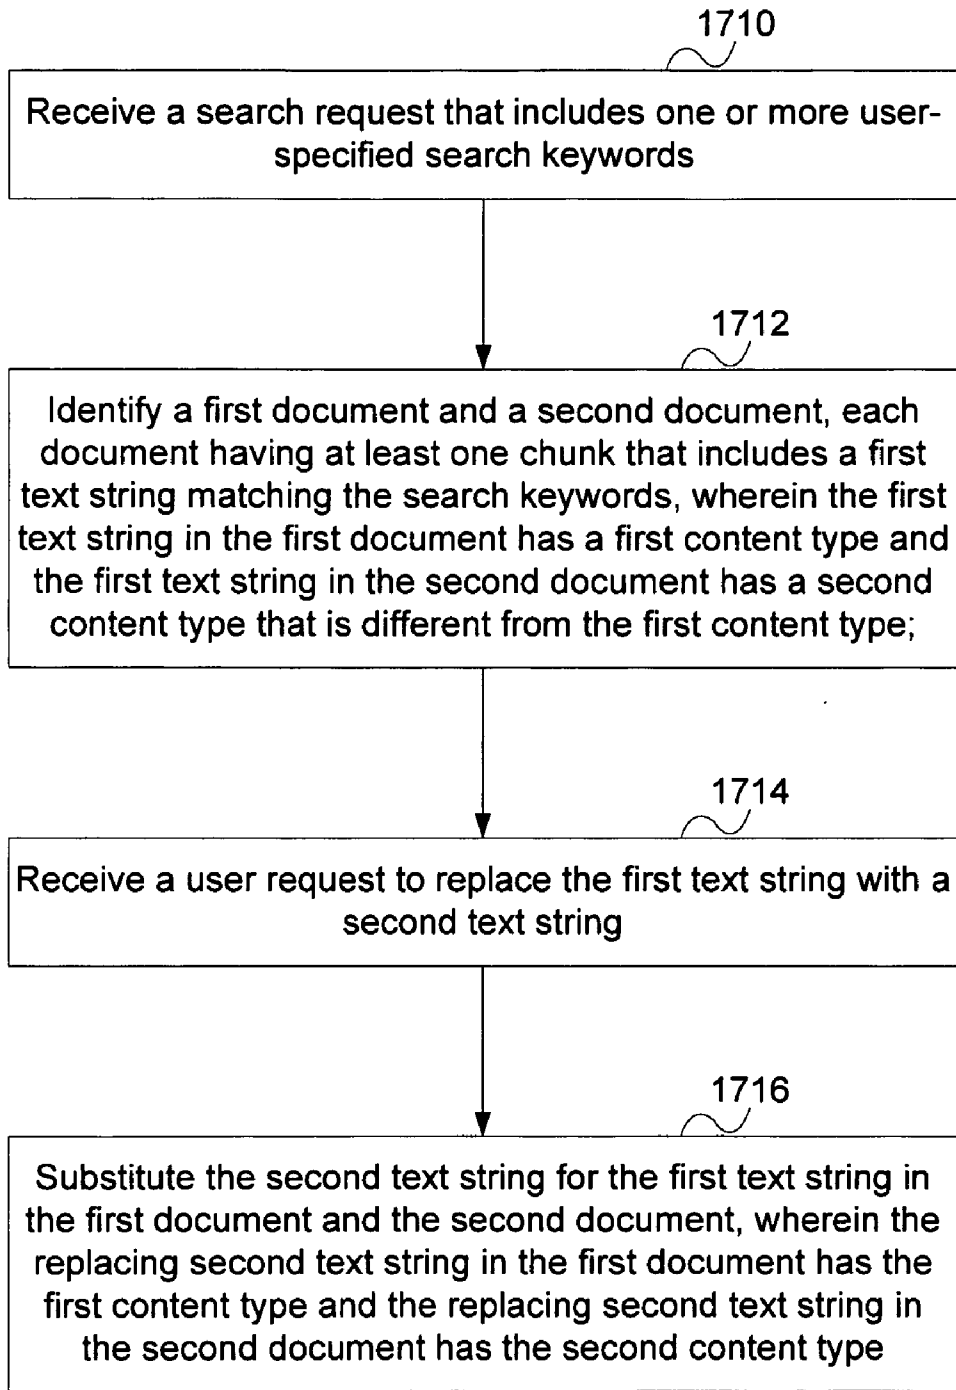 1710
Receive a search request that includes one or more user-
specified search keywords
1712
Identify a first document and a second document, each
document having at least one chunk that includes a first
text string matching the search keywords, wherein the first
text string in the first document has a first content type and
the first text string in the second document has a second
content type that is different from the first content type;
1714
Receive a user request to replace the first text string with a
second text string
1716
Substitute the second text string for the first text string in
the first document and the second document, wherein the
replacing second text string in the first document has the
first content type and the replacing second text string in
the second document has the second content type